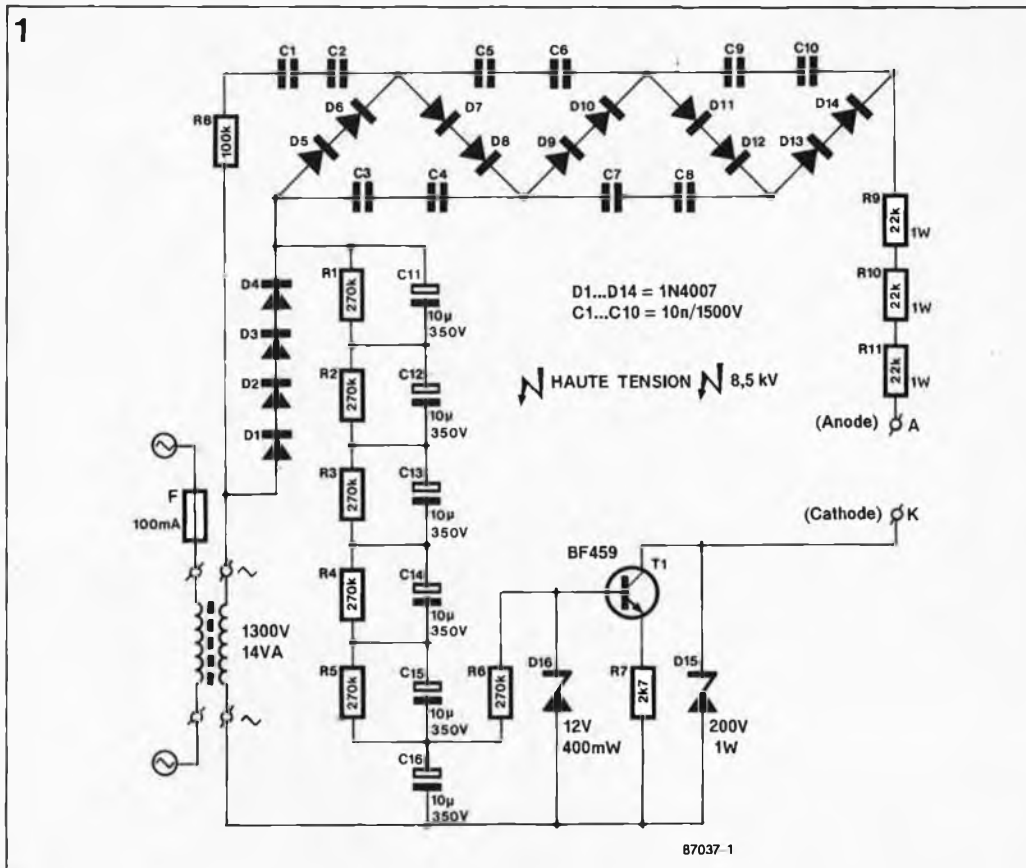 1
C1 C2 C5 C6 C9 C10
R8 100k
D6 D7 D10 D11 D14
D5 D8 D9 D12 D13
C3 C4 C7 C8
R9 22k 1W
R10 22k 1W
R11 22k 1W
D4
D3
D2
D1
R1 270k
C11 10µ 350V
R2 270k
C12 10µ 350V
R3 270k
C13 10µ 350V
R4 270k
C14 10µ 350V
R5 270k
C15 10µ 350V
C16 10µ 350V
D1...D14 = 1N4007
C1...C10 = 10n/1500V
HAUTE TENSION 8,5 kV
(Anode) A
(Cathode) K
F
100mA
~
1300V
14VA
~
BF459
T1
R6 270k
D16
12V
400mW
R7 2k7
D15
200V
1W
87037-1